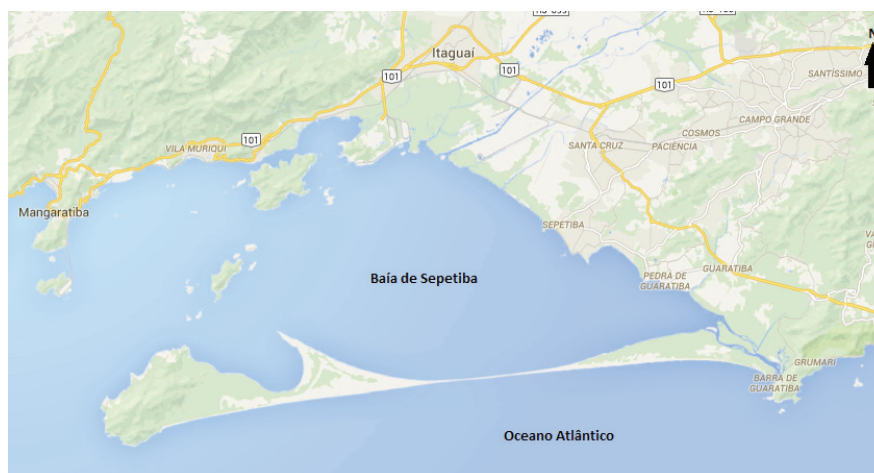 N
Itaguaí
101
101
101
SANTÍSSIMO
CAMPO GRANDE
COSMOS
101
VILA MURIQUI
SANTA CRUZ
PACIÊNCIA
Mangaratiba
SEPETIBA
Baía de Sepetiba
PEDRA DE
GUARATIBA
GUARATIBA
GRUMARI
BARRA DE
GUARATIBA
Oceano Atlântico